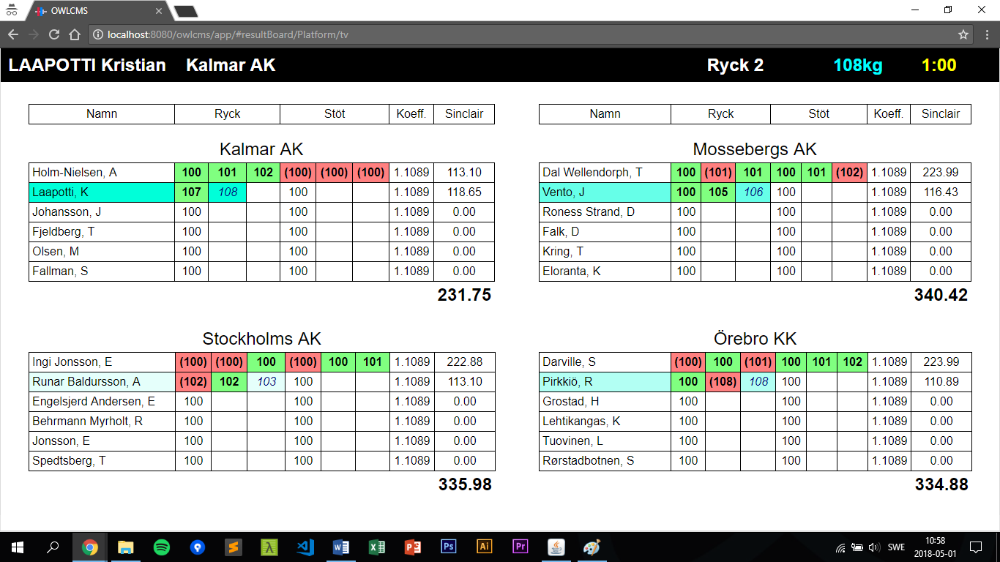 OWLCMS
localhost:8080/owlcms/app/#resultBoard/Platform/tv
LAAPOTTI Kristian Kalmar AK Ryck 2 108kg 1:00
Namn Ryck Stöt Koeff. Sinclair
Kalmar AK
Holm-Nielsen, A 100 101 102 (100) (100) (100) 1.1089 113.10
Laapotti, K 107 108 100 1.1089 118.65
Johansson, J 100 100 1.1089 0.00
Fjeldberg, T 100 100 1.1089 0.00
Olsen, M 100 100 1.1089 0.00
Fallman, S 100 100 1.1089 0.00
231.75
Namn Ryck Stöt Koeff. Sinclair
Mossebergs AK
Dal Wellendorph, T 100 (101) 101 100 101 (102) 1.1089 223.99
Vento, J 100 105 106 100 1.1089 116.43
Roness Strand, D 100 100 1.1089 0.00
Falk, D 100 100 1.1089 0.00
Kring, T 100 100 1.1089 0.00
Eloranta, K 100 100 1.1089 0.00
340.42
Stockholms AK
Ingi Jonsson, E (100) (100) 100 (100) 100 101 1.1089 222.88
Runar Baldursson, A (102) 102 103 100 1.1089 113.10
Engelsjerd Andersen, E 100 100 1.1089 0.00
Behrmann Myrholt, R 100 100 1.1089 0.00
Jonsson, E 100 100 1.1089 0.00
Spedtsberg, T 100 100 1.1089 0.00
335.98
Örebro KK
Darville, S (100) 100 (101) 100 101 102 1.1089 223.99
Pirkkiö, R 100 (108) 108 100 1.1089 110.89
Grostad, H 100 100 1.1089 0.00
Lehtikangas, K 100 100 1.1089 0.00
Tuovinen, L 100 100 1.1089 0.00
Rørstadbotnen, S 100 100 1.1089 0.00
334.88
Ps Ai Pr SWE 10:58
2018-05-01